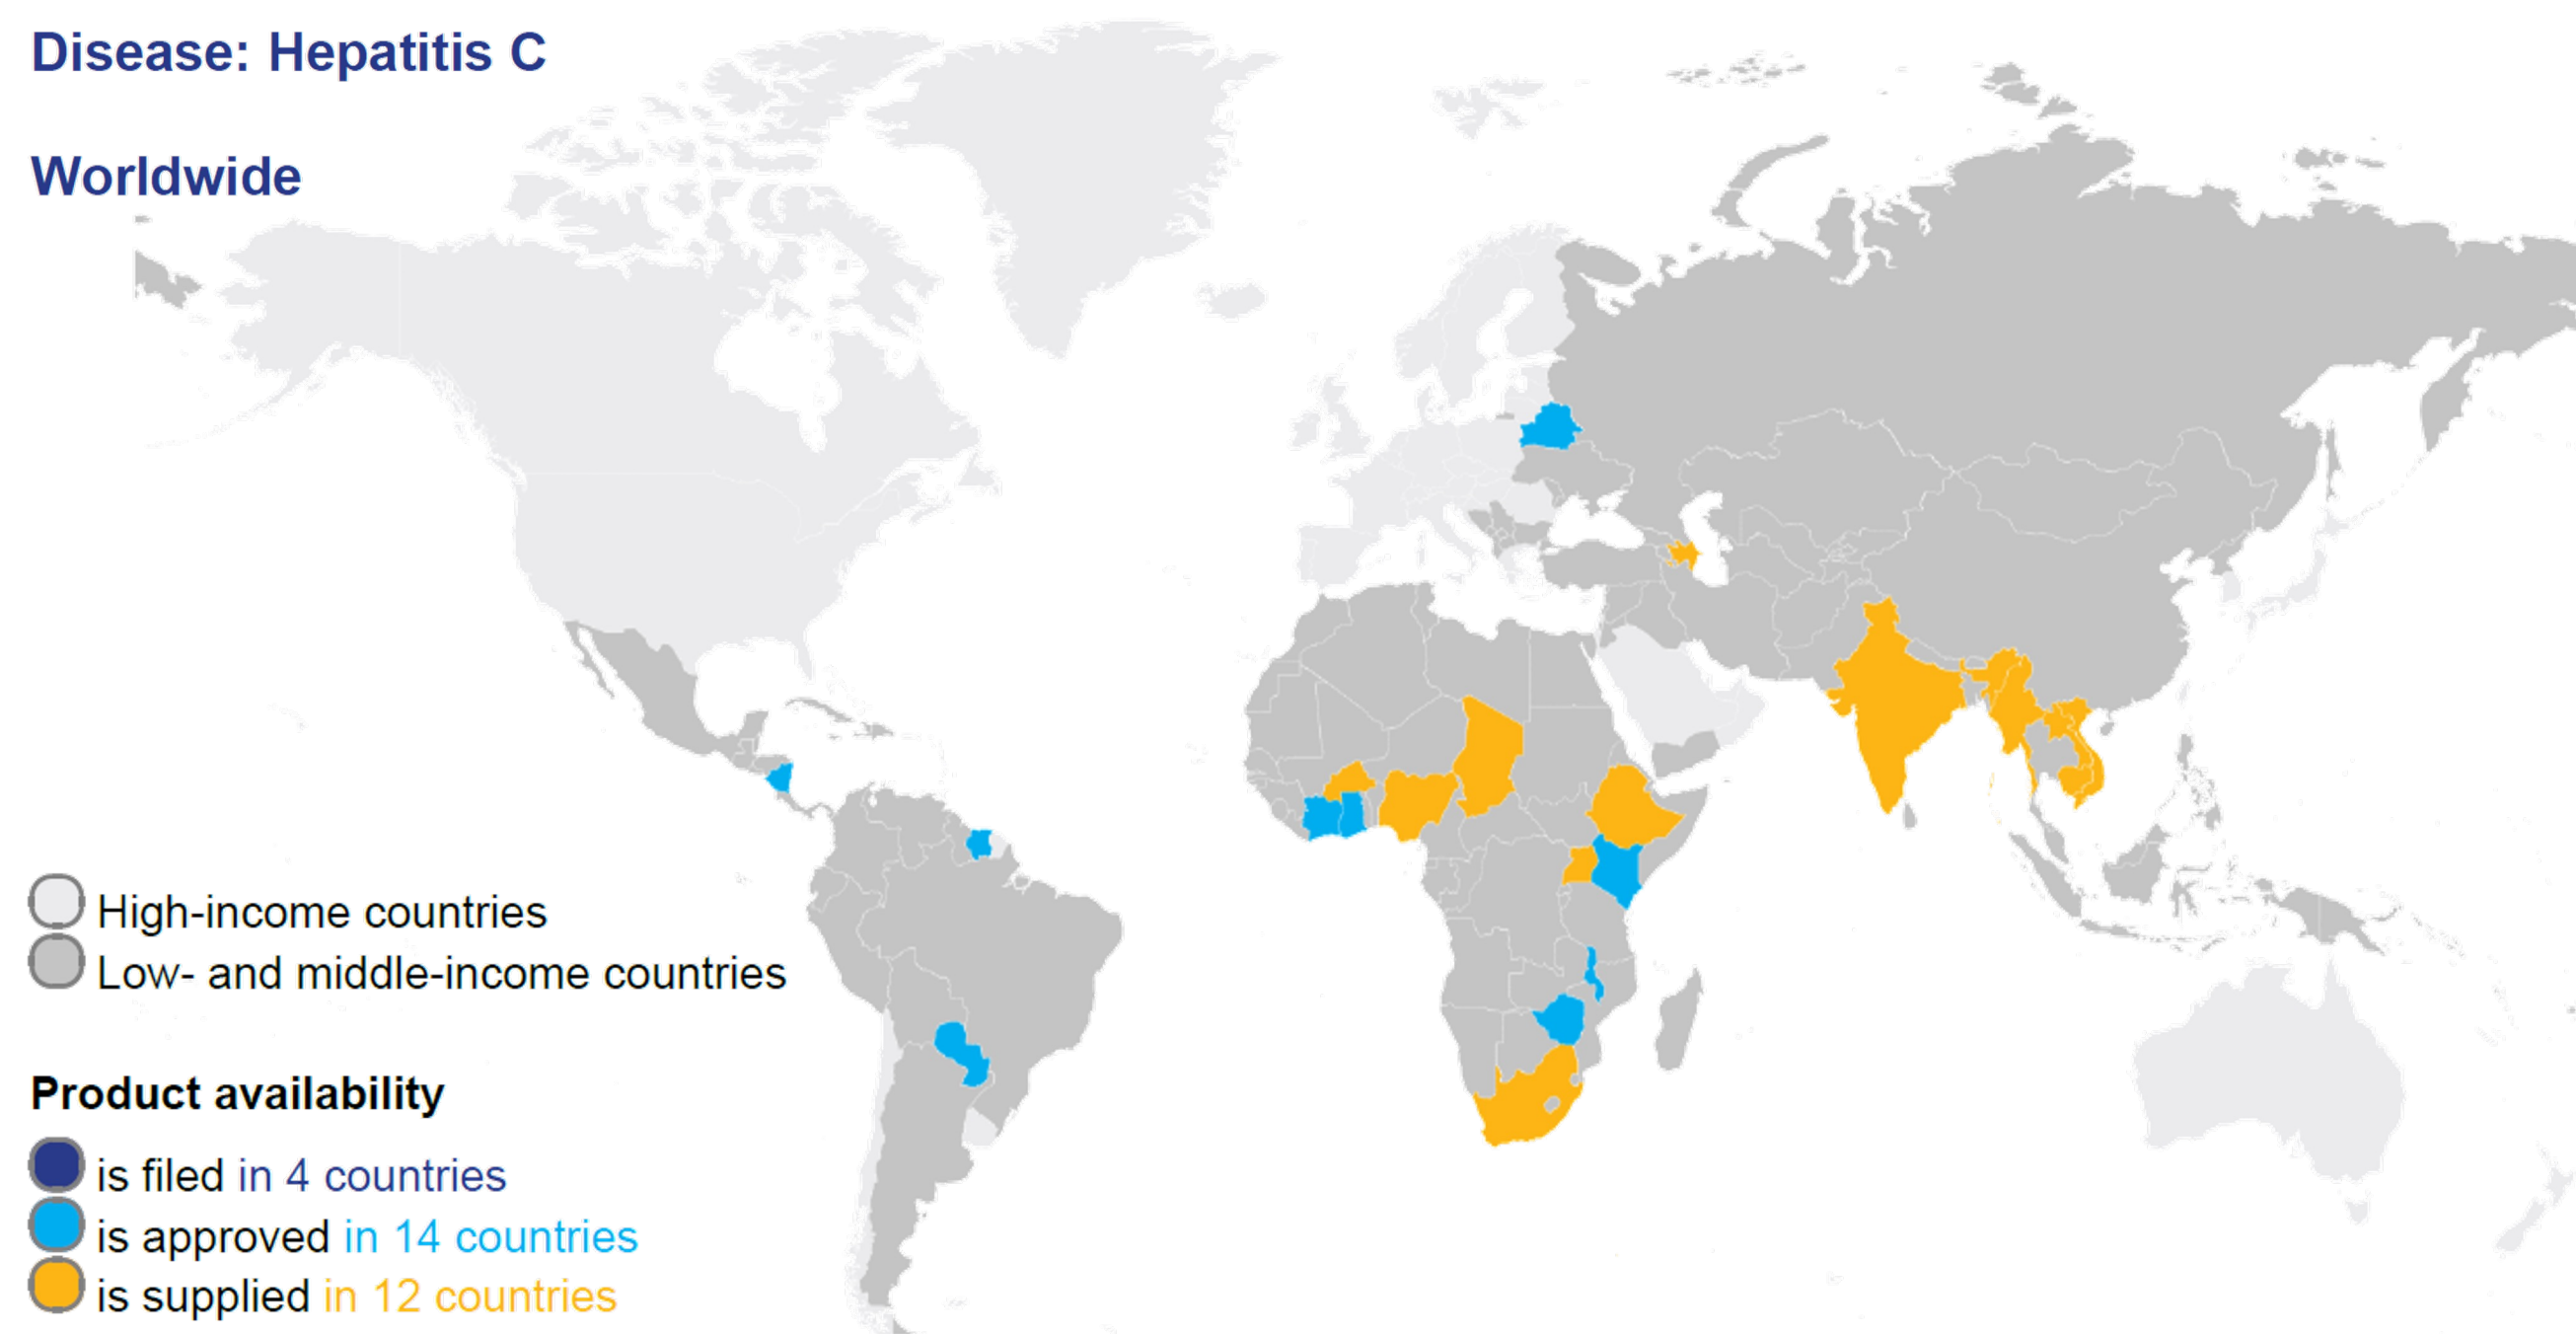 Disease: Hepatitis C
Worldwide
High-income countries
Low- and middle-income countries
Product availability
is filed in 4 countries
is approved in 14 countries
is supplied in 12 countries